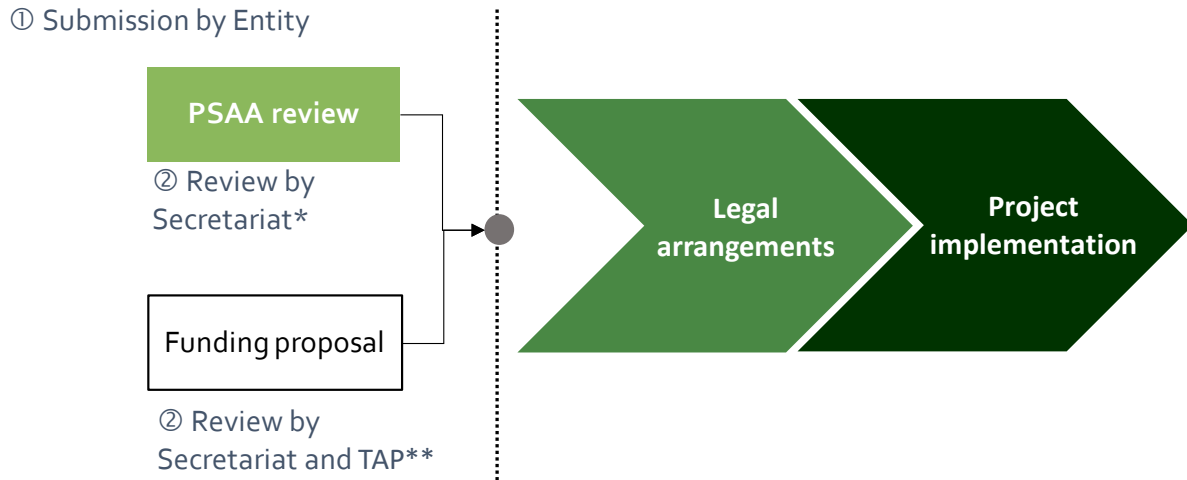 ① Submission by Entity
PSAA review
② Review by
Secretariat*
Funding proposal
② Review by
Secretariat and TAP**
Legal
arrangements
Project
implementation